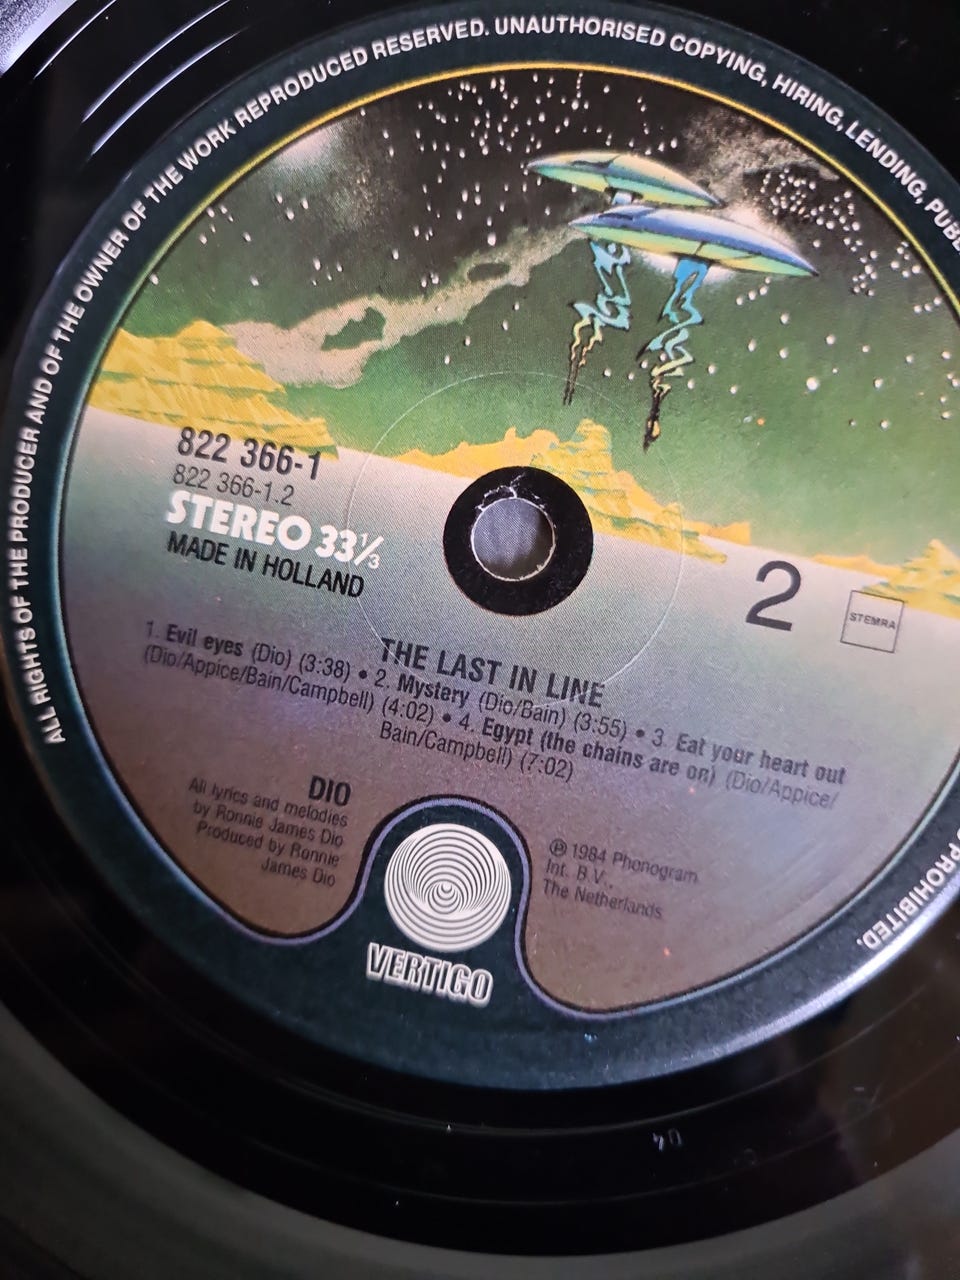 ALL RIGHTS OF THE PRODUCER AND OF THE OWNER OF THE WORK REPRODUCED RESERVED. UNAUTHORISED COPYING, HIRING, LENDING, PROHIBITED.
822 366-1
822 366-1.2
STEREO 33⅓
MADE IN HOLLAND
2
STEMRA
THE LAST IN LINE
1. Evil eyes (Dio) (3:38) • 2. Mystery (Dio/Bain) (3:55) • 3. Eat your heart out
(Dio/Appice/Bain/Campbell) (4:02) • 4. Egypt (the chains are on) (Dio/Appice/
Bain/Campbell) (7:02)
DIO
All lyrics and melodies
by Ronnie James Dio
Produced by Ronnie
James Dio
℗ 1984 Phonogram
Int. B.V.,
The Netherlands
VERTIGO